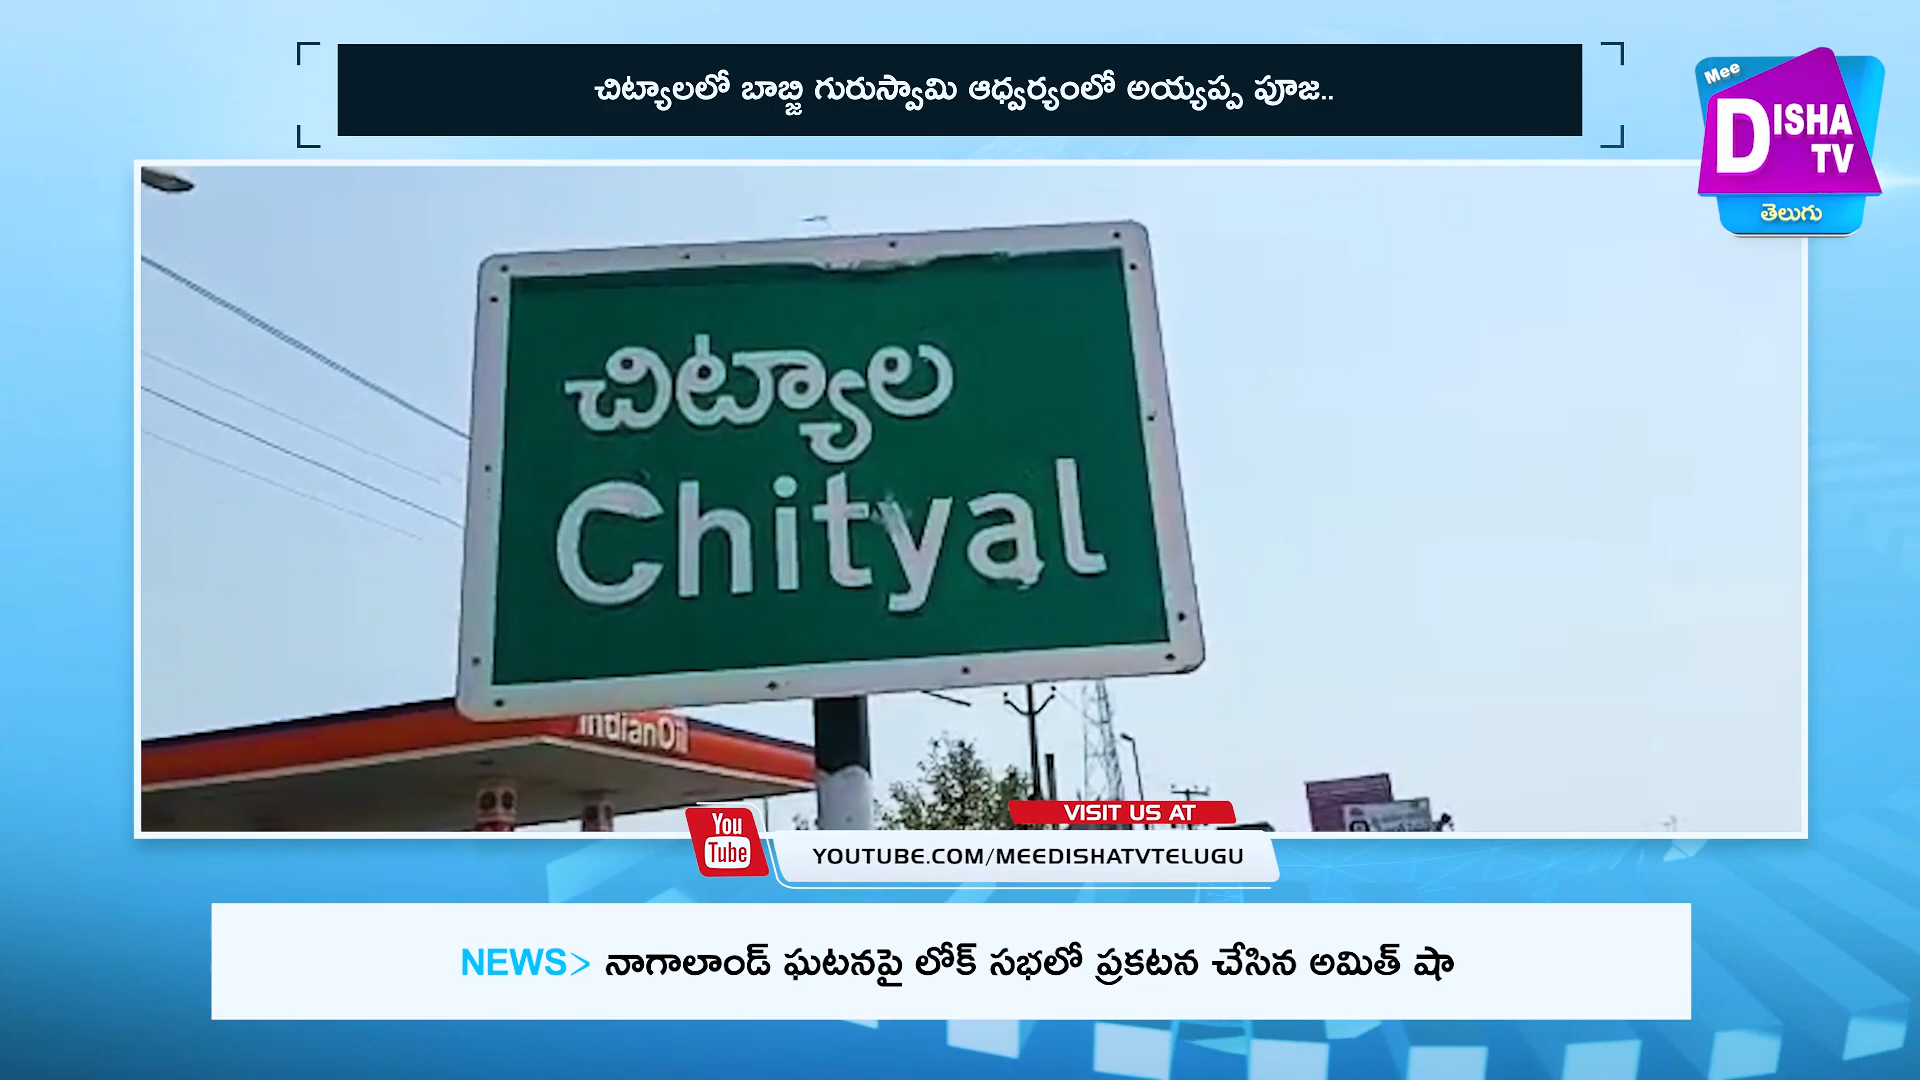 చిట్యాలలో బాబ్జి గురుస్వామి ఆధ్వర్యంలో అయ్యప్ప పూజ..
Mee
DISHA
TV
తెలుగు
చిట్యాల
Chityal
IndianOil
VISIT US AT
You
Tube
YOUTUBE.COM/MEEDISHATVTELUGU
NEWS> నాగాలాండ్ ఘటనపై లోక్ సభలో ప్రకటన చేసిన అమిత్ షా